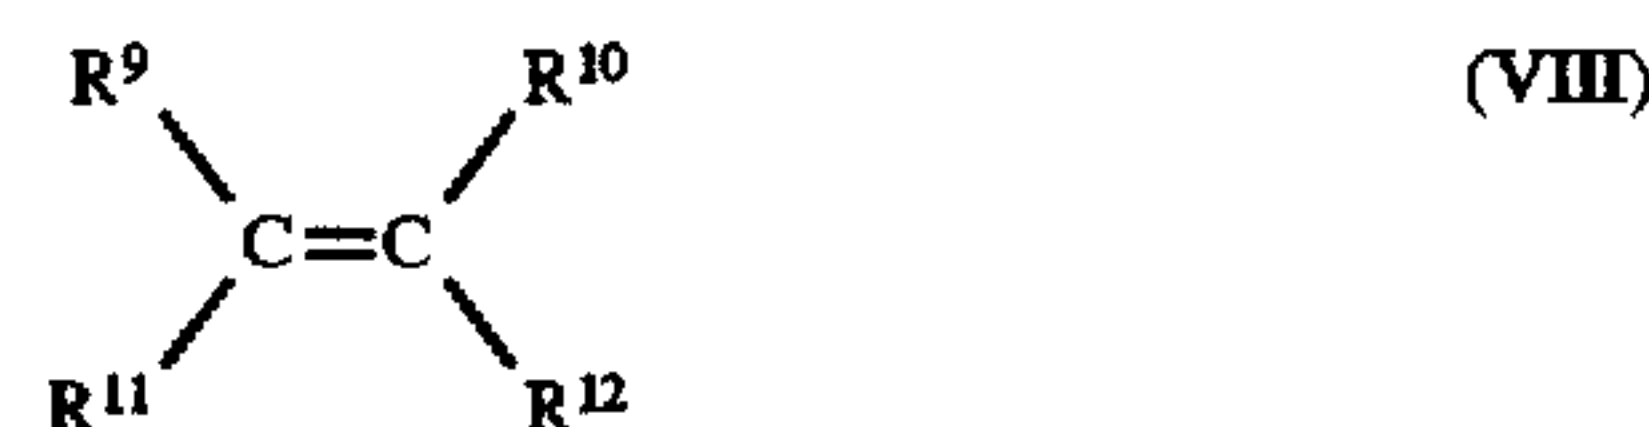 R⁹ R¹⁰ (VIII)
C=C
R¹¹ R¹²